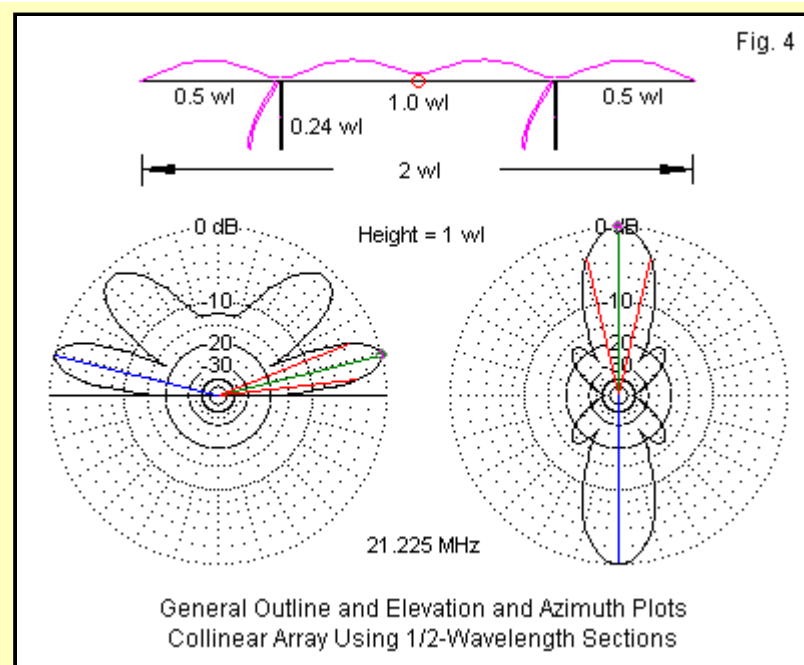 Fig. 4
0.5 wl
1.0 wl
0.5 wl
0.24 wl
2 wl
0 dB
Height = 1 wl
0 dB
-10
-10
20
20
30
30
21.225 MHz
General Outline and Elevation and Azimuth Plots
Collinear Array Using 1/2-Wavelength Sections